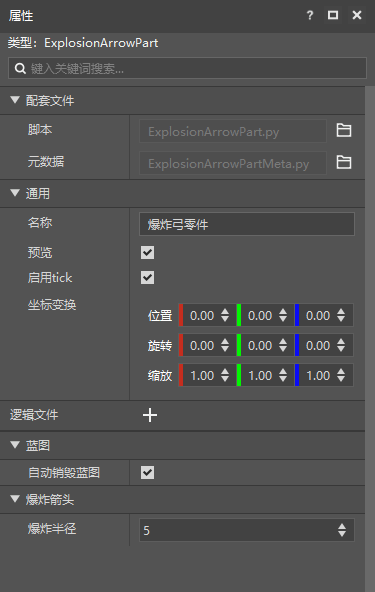 属性 ?
类型: ExplosionArrowPart
键入关键词搜索...
配套文件
脚本 ExplosionArrowPart.py
元数据 ExplosionArrowPartMeta.py
通用
名称 爆炸弓零件
预览
启用tick
坐标变换 位置 0.00 0.00 0.00
旋转 0.00 0.00 0.00
缩放 1.00 1.00 1.00
逻辑文件
蓝图
自动销毁蓝图
爆炸箭头
爆炸半径 5